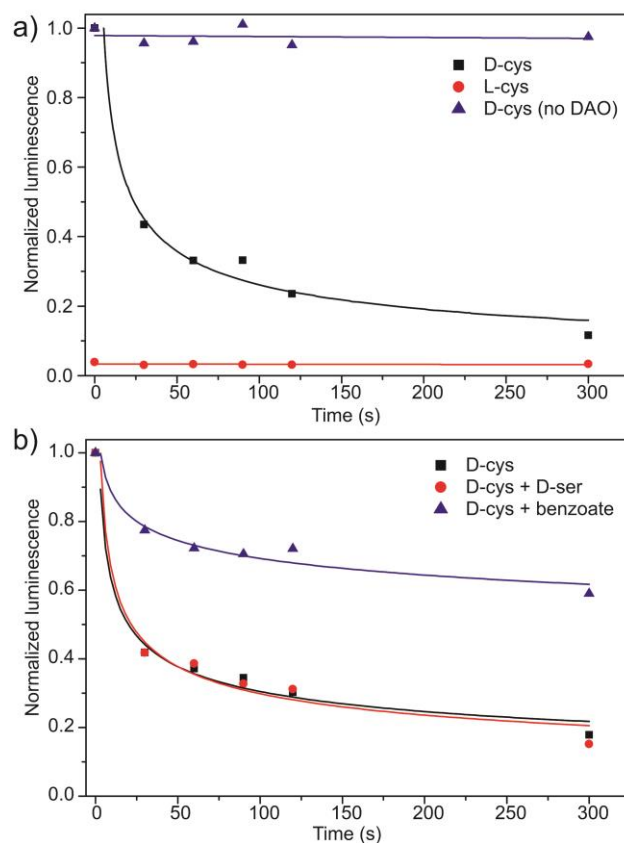 a)
1.0
0.8
0.6
0.4
0.2
0.0
Normalized luminescence
D-cys
L-cys
D-cys (no DAO)
0 50 100 150 200 250 300
Time (s)
b)
1.0
0.8
0.6
0.4
0.2
0.0
Normalized luminescence
D-cys
D-cys + D-ser
D-cys + benzoate
0 50 100 150 200 250 300
Time (s)